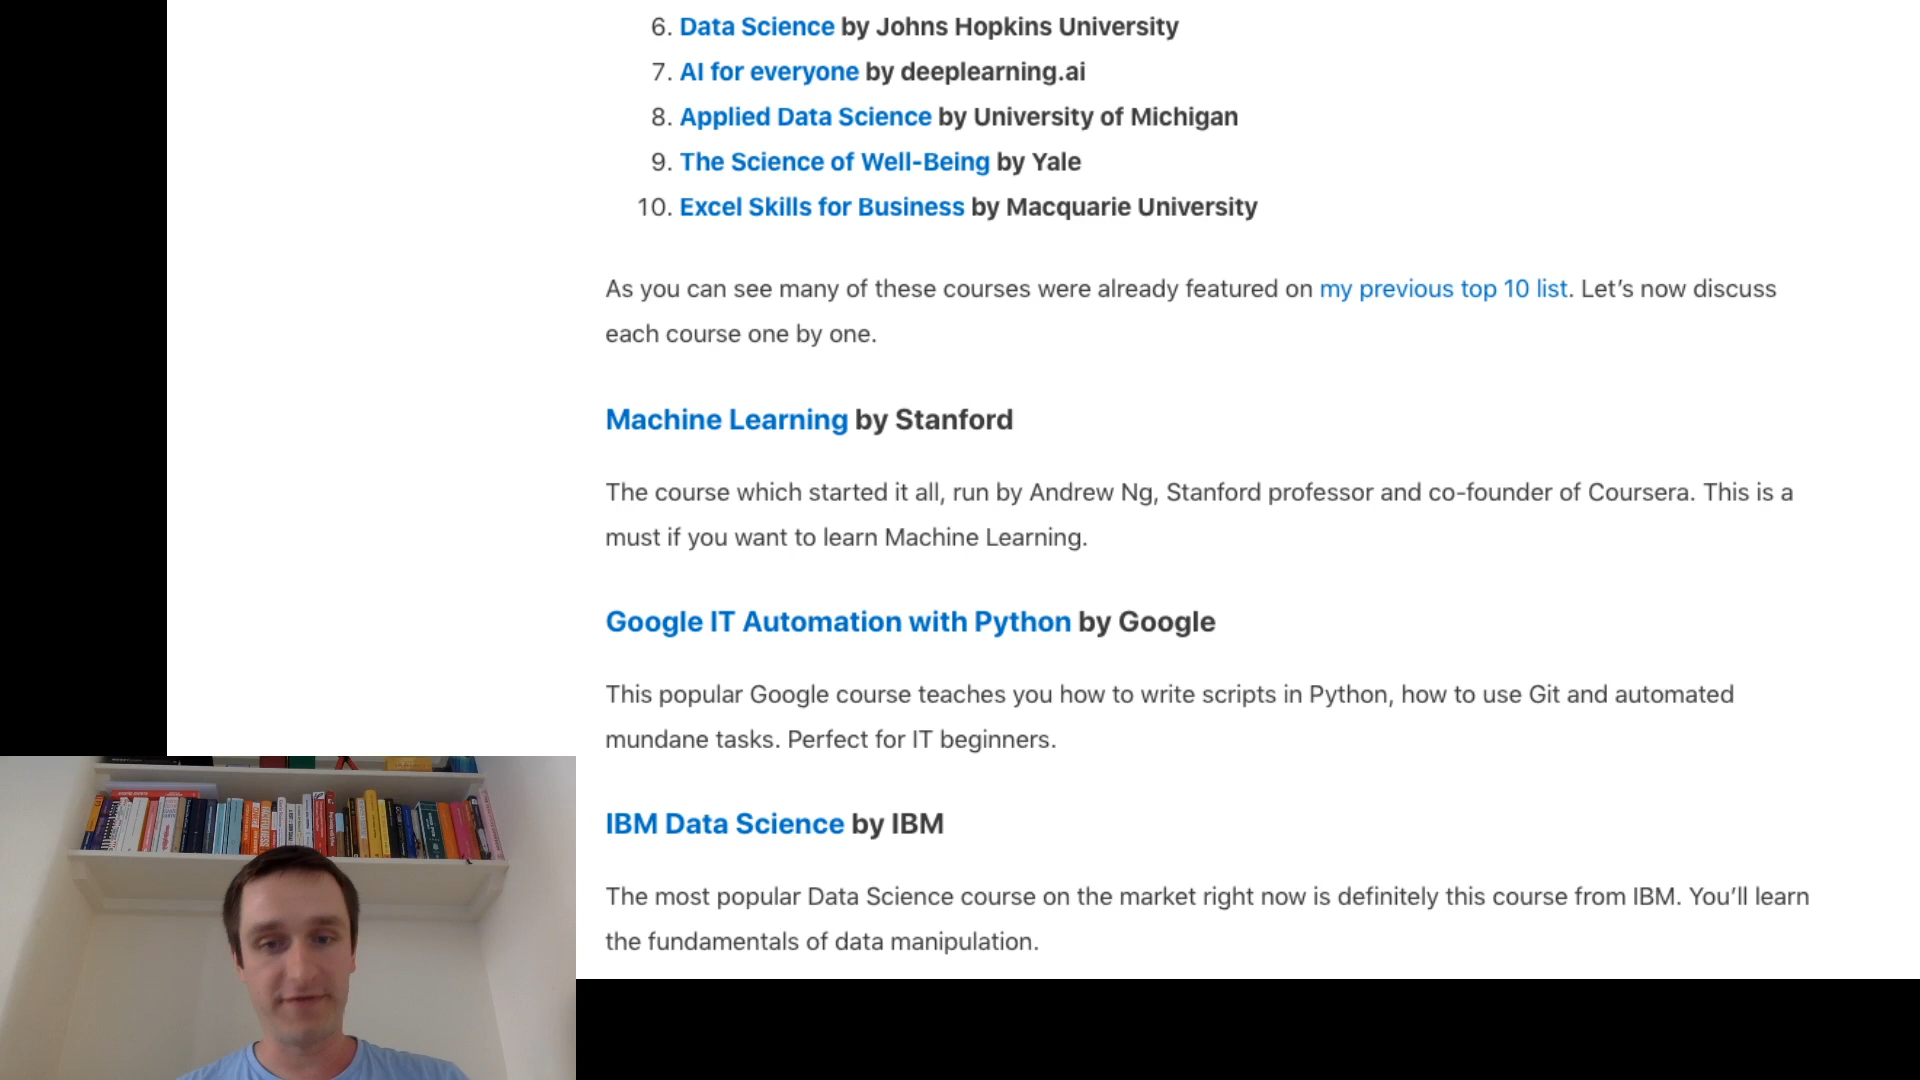 6. Data Science by Johns Hopkins University
7. AI for everyone by deeplearning.ai
8. Applied Data Science by University of Michigan
9. The Science of Well-Being by Yale
10. Excel Skills for Business by Macquarie University
As you can see many of these courses were already featured on my previous top 10 list. Let’s now discuss
each course one by one.
Machine Learning by Stanford
The course which started it all, run by Andrew Ng, Stanford professor and co-founder of Coursera. This is a
must if you want to learn Machine Learning.
Google IT Automation with Python by Google
This popular Google course teaches you how to write scripts in Python, how to use Git and automated
mundane tasks. Perfect for IT beginners.
IBM Data Science by IBM
The most popular Data Science course on the market right now is definitely this course from IBM. You’ll learn
the fundamentals of data manipulation.